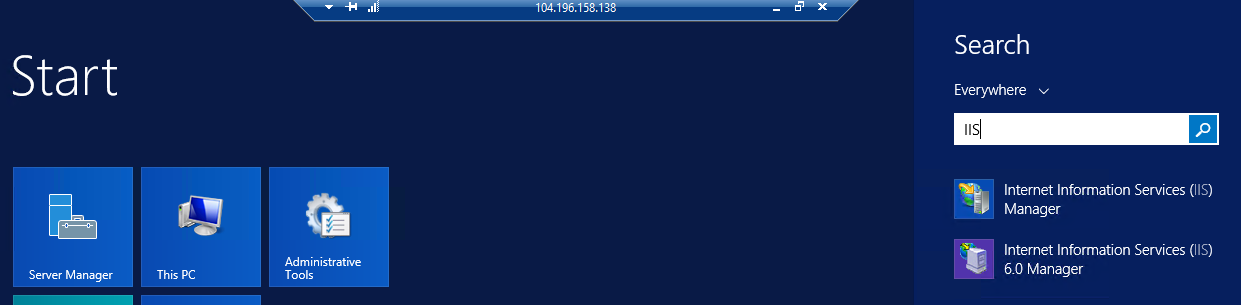 104.196.158.138
Start
Search
Everywhere
IIS
Server Manager
This PC
Administrative
Tools
Internet Information Services (IIS)
Manager
Internet Information Services (IIS)
6.0 Manager